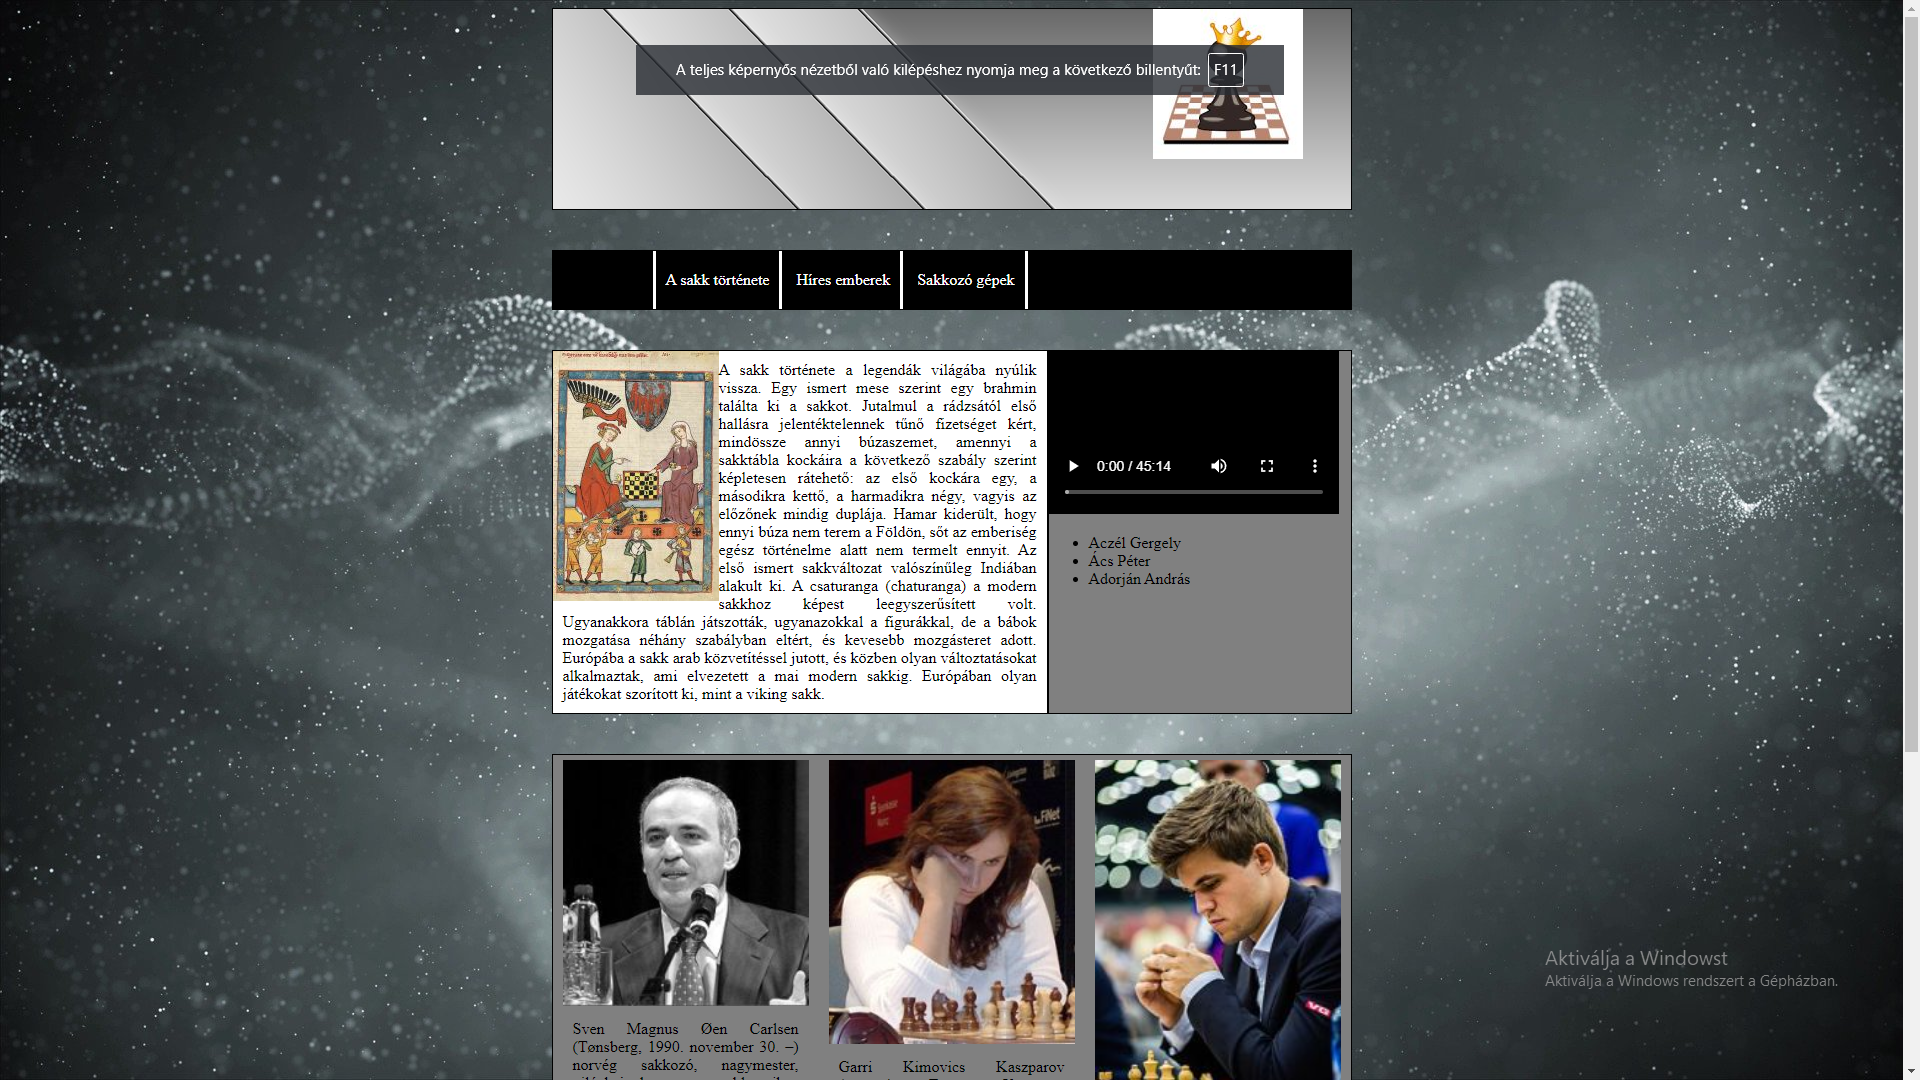 A teljes képernyős nézetből való kilépéshez nyomja meg a következő billentyűt: F11
A sakk története
Híres emberek
Sakkozó gépek
A sakk története a legendák világába nyúlik
vissza. Egy ismert mese szerint egy brahmin
találta ki a sakkot. Jutalmul a rádzsától első
hallásra jelentéktelennek tűnő fizetséget kért,
mindössze annyi búzaszemet, amennyi a
sakktábla kockáira a következő szabály szerint
képletesen rátehető: az első kockára egy, a
másodikra kettő, a harmadikra négy, vagyis az
előzőnek mindig duplája. Hamar kiderült, hogy
ennyi búza nem terem a Földön, sőt az emberiség
egész történelme alatt nem termelt ennyit. Az
első ismert sakkváltozat valószínűleg Indiában
alakult ki. A csaturanga (chaturanga) a modern
sakkhoz képest leegyszerűsített volt.
Ugyanakkora táblán játszották, ugyanazokkal a figurákkal, de a bábok
mozgatása néhány szabályban eltért, és kevesebb mozgásteret adott.
Európába a sakk arab közvetítéssel jutott, és közben olyan változtatásokat
alkalmaztak, ami elvezetett a mai modern sakkig. Európában olyan
játékokat szorított ki, mint a viking sakk.
0:00 / 45:14
Aczél Gergely
Ács Péter
Adorján András
Sven Magnus Øen Carlsen
(Tønsberg, 1990. november 30. –)
norvég sakkozó, nagymester,
Garri Kimovics Kaszparov
Aktiválja a Windowst
Aktiválja a Windows rendszert a Gépházban.